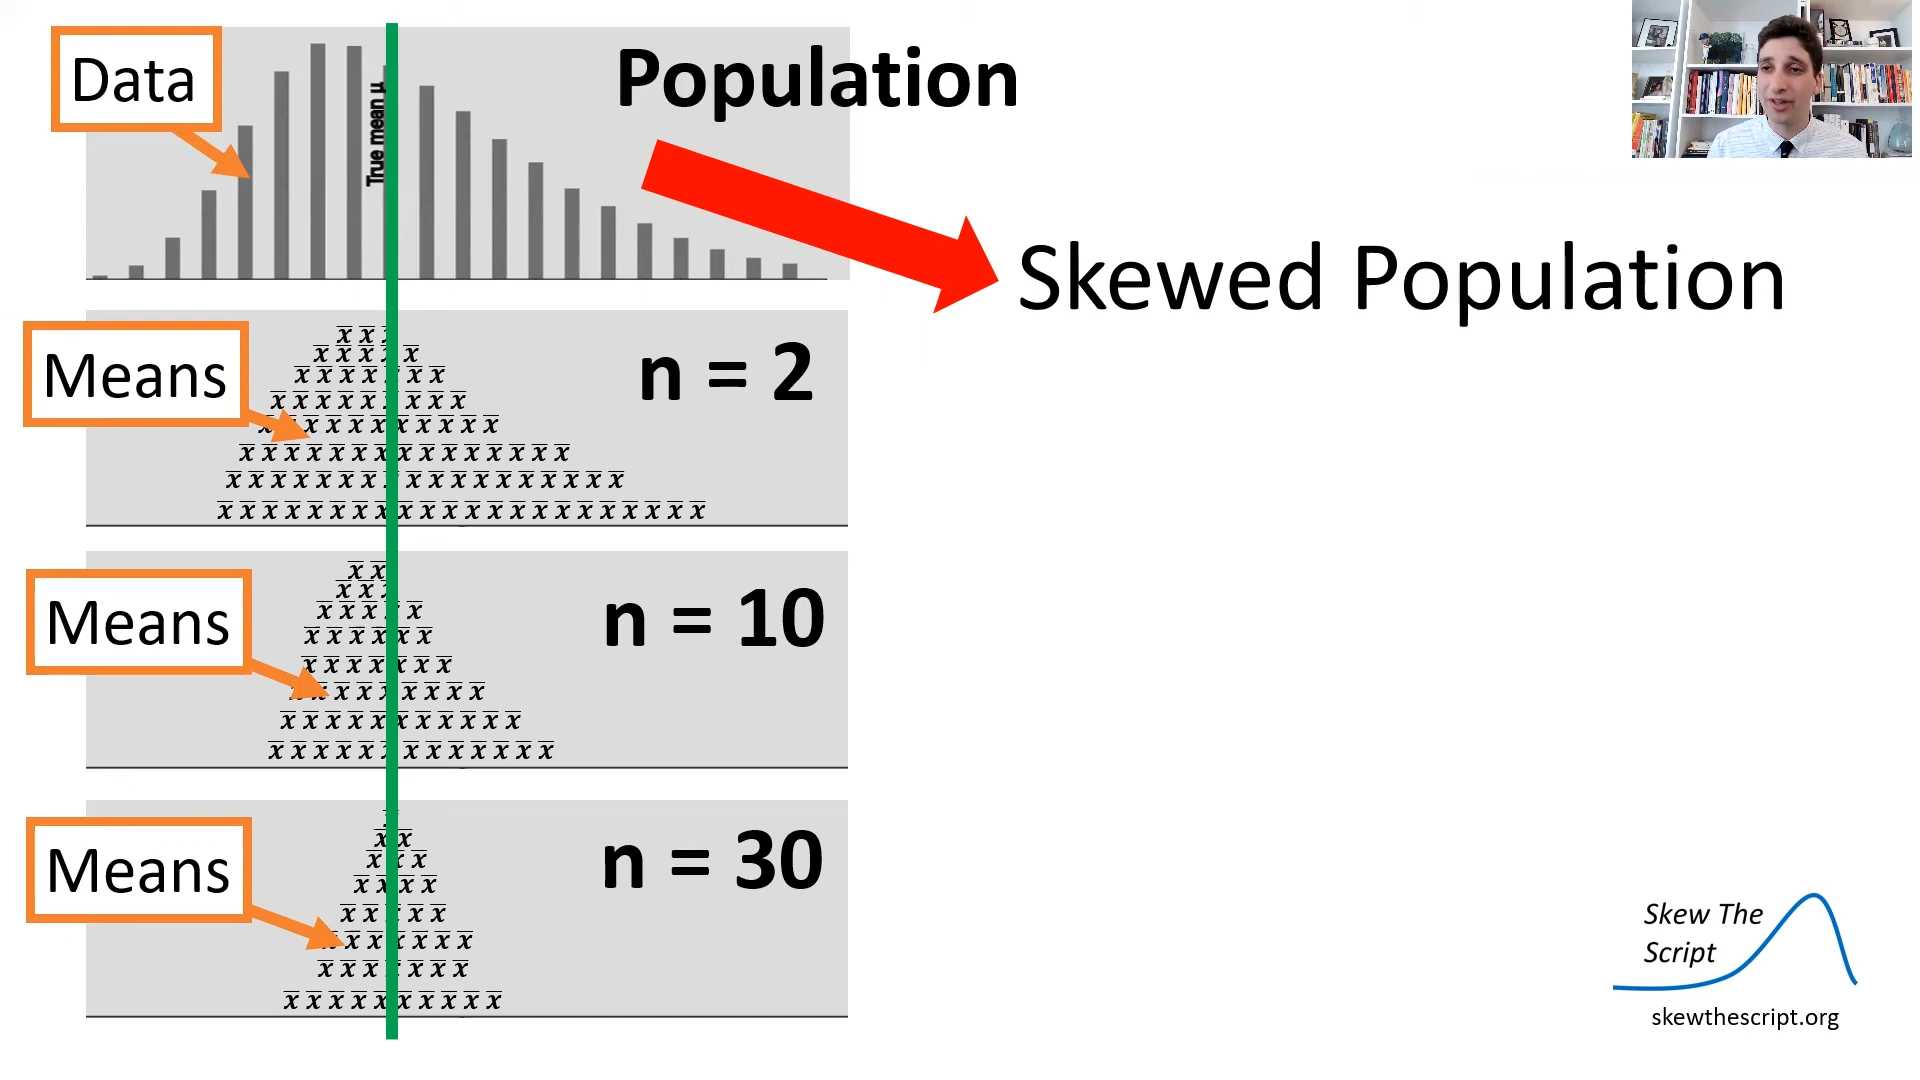 Data
Population
True mean μ
Skewed Population
Means
n = 2
x̅ x̅
x̅ x̅ x̅ x̅ x̅
x̅ x̅ x̅ x̅ x̅ x̅
x̅ x̅ x̅ x̅ x̅ x̅ x̅ x̅
x̅ x̅ x̅ x̅ x̅ x̅ x̅ x̅ x̅
x̅ x̅ x̅ x̅ x̅ x̅ x̅ x̅ x̅ x̅ x̅ x̅ x̅ x̅ x̅
x̅ x̅ x̅ x̅ x̅ x̅ x̅ x̅ x̅ x̅ x̅ x̅ x̅ x̅ x̅ x̅ x̅
x̅ x̅ x̅ x̅ x̅ x̅ x̅ x̅ x̅ x̅ x̅ x̅ x̅ x̅ x̅ x̅ x̅ x̅ x̅ x̅ x̅ x̅
Means
n = 10
x̅ x̅
x̅ x̅
x̅ x̅ x̅ x̅
x̅ x̅ x̅ x̅ x̅ x̅
x̅ x̅ x̅ x̅ x̅ x̅ x̅
x̅ x̅ x̅ x̅ x̅ x̅
x̅ x̅ x̅ x̅ x̅ x̅ x̅ x̅ x̅ x̅ x̅
x̅ x̅ x̅ x̅ x̅ x̅ x̅ x̅ x̅ x̅ x̅ x̅
Means
n = 30
x̅ x̅
x̅ x̅
x̅ x̅ x̅ x̅
x̅ x̅ x̅ x̅
x̅ x̅ x̅ x̅ x̅ x̅
x̅ x̅ x̅ x̅ x̅ x̅
x̅ x̅ x̅ x̅ x̅ x̅ x̅ x̅ x̅ x̅
Skew The
Script
skewthescript.org